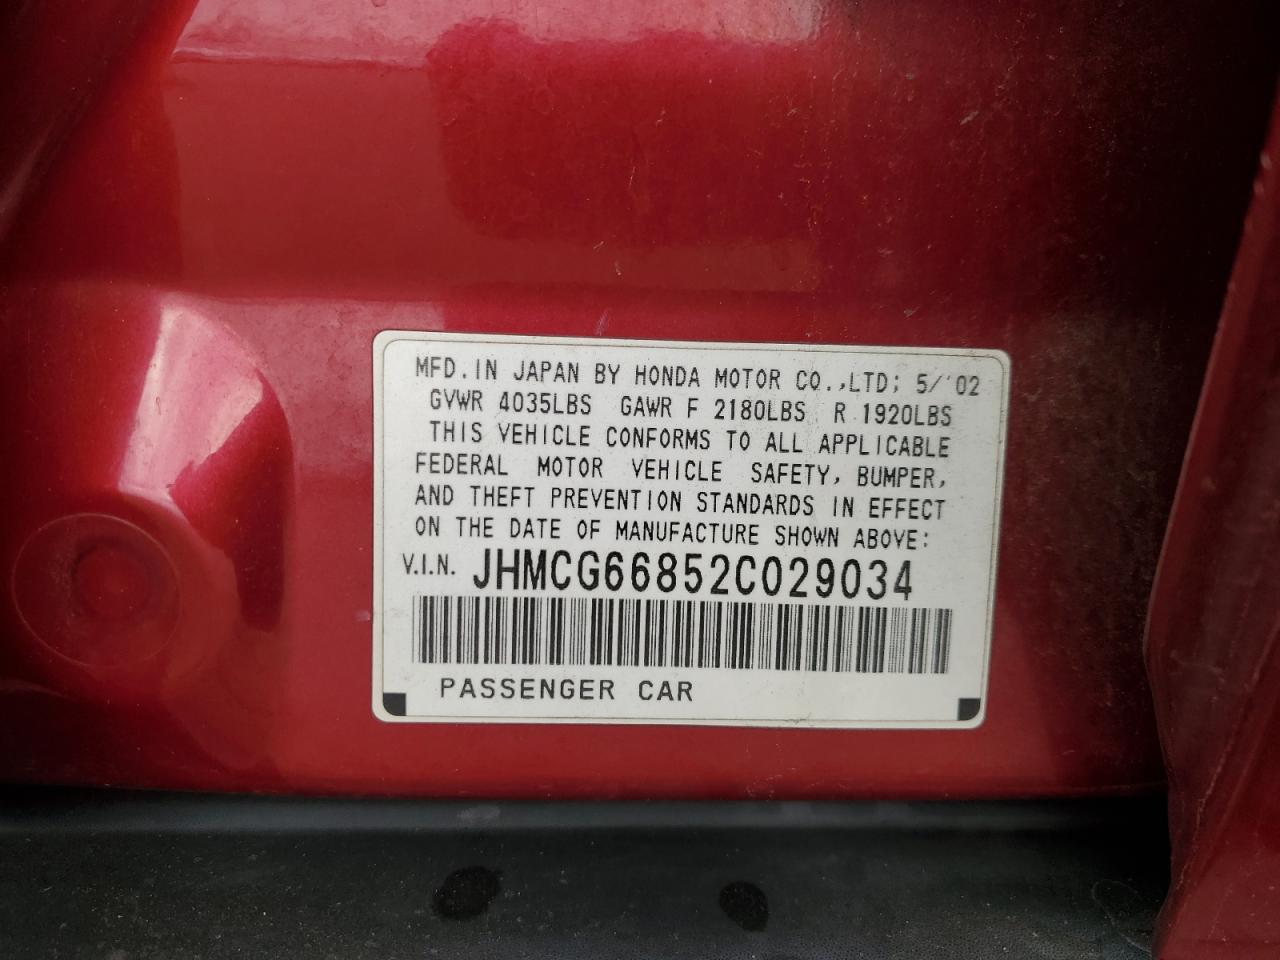 MFD. IN JAPAN BY HONDA MOTOR CO.,LTD; 5/'02
GVWR 4035LBS GAWR F 2180LBS R 1920LBS
THIS VEHICLE CONFORMS TO ALL APPLICABLE
FEDERAL MOTOR VEHICLE SAFETY, BUMPER,
AND THEFT PREVENTION STANDARDS IN EFFECT
ON THE DATE OF MANUFACTURE SHOWN ABOVE:
V.I.N. JHMCG66852C029034
PASSENGER CAR